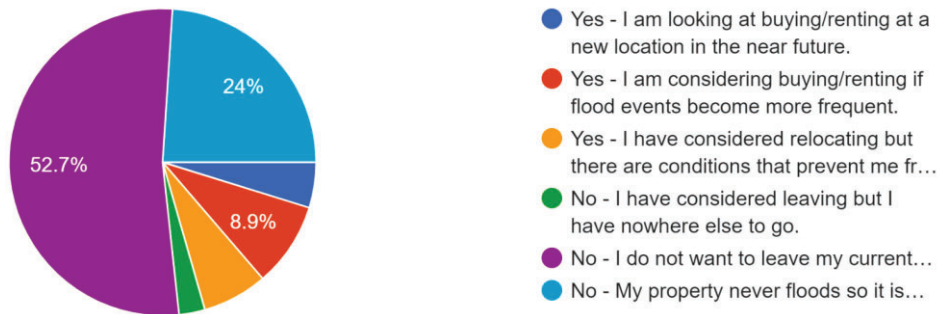 24%
52.7%
8.9%
Yes - I am looking at buying/renting at a
new location in the near future.
Yes - I am considering buying/renting if
flood events become more frequent.
Yes - I have considered relocating but
there are conditions that prevent me fr…
No - I have considered leaving but I
have nowhere else to go.
No - I do not want to leave my current…
No - My property never floods so it is…